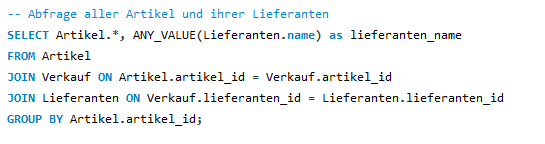 -- Abfrage aller Artikel und ihrer Lieferanten
SELECT Artikel.*, ANY_VALUE(Lieferanten.name) as lieferanten_name
FROM Artikel
JOIN Verkauf ON Artikel.artikel_id = Verkauf.artikel_id
JOIN Lieferanten ON Verkauf.lieferanten_id = Lieferanten.lieferanten_id
GROUP BY Artikel.artikel_id;